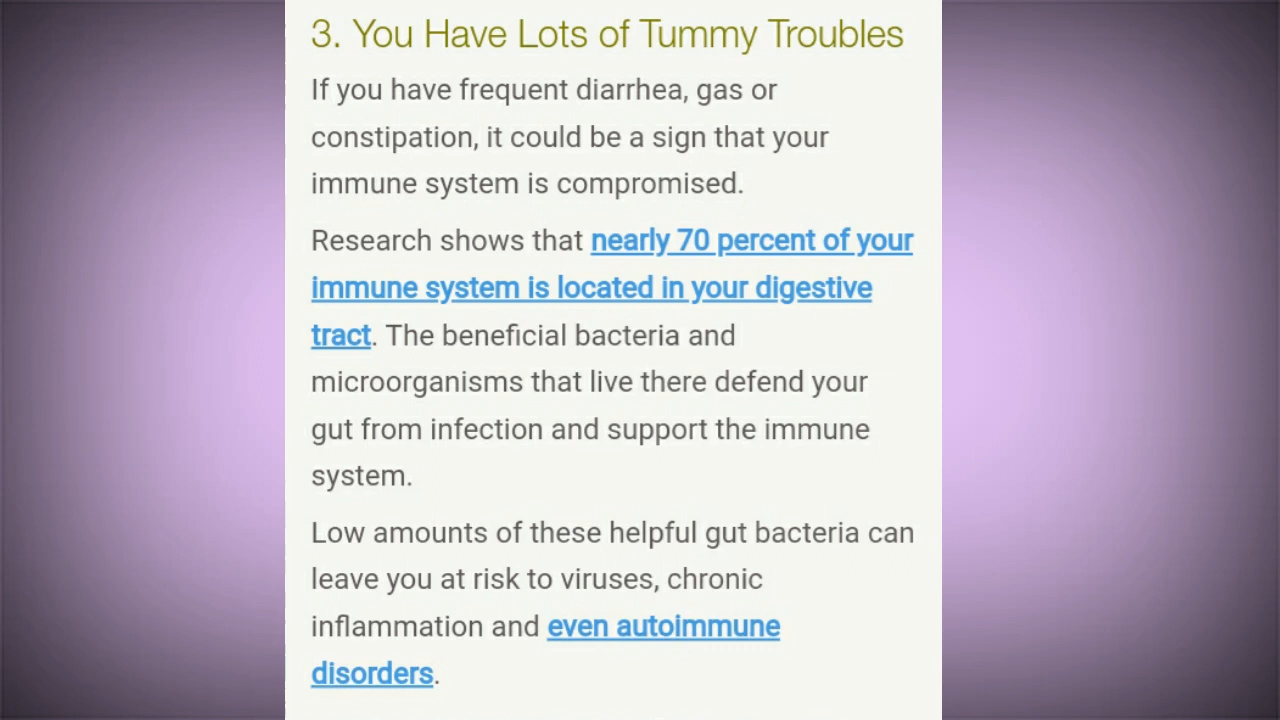 3. You Have Lots of Tummy Troubles
If you have frequent diarrhea, gas or
constipation, it could be a sign that your
immune system is compromised.
Research shows that nearly 70 percent of your
immune system is located in your digestive
tract. The beneficial bacteria and
microorganisms that live there defend your
gut from infection and support the immune
system.
Low amounts of these helpful gut bacteria can
leave you at risk to viruses, chronic
inflammation and even autoimmune
disorders.